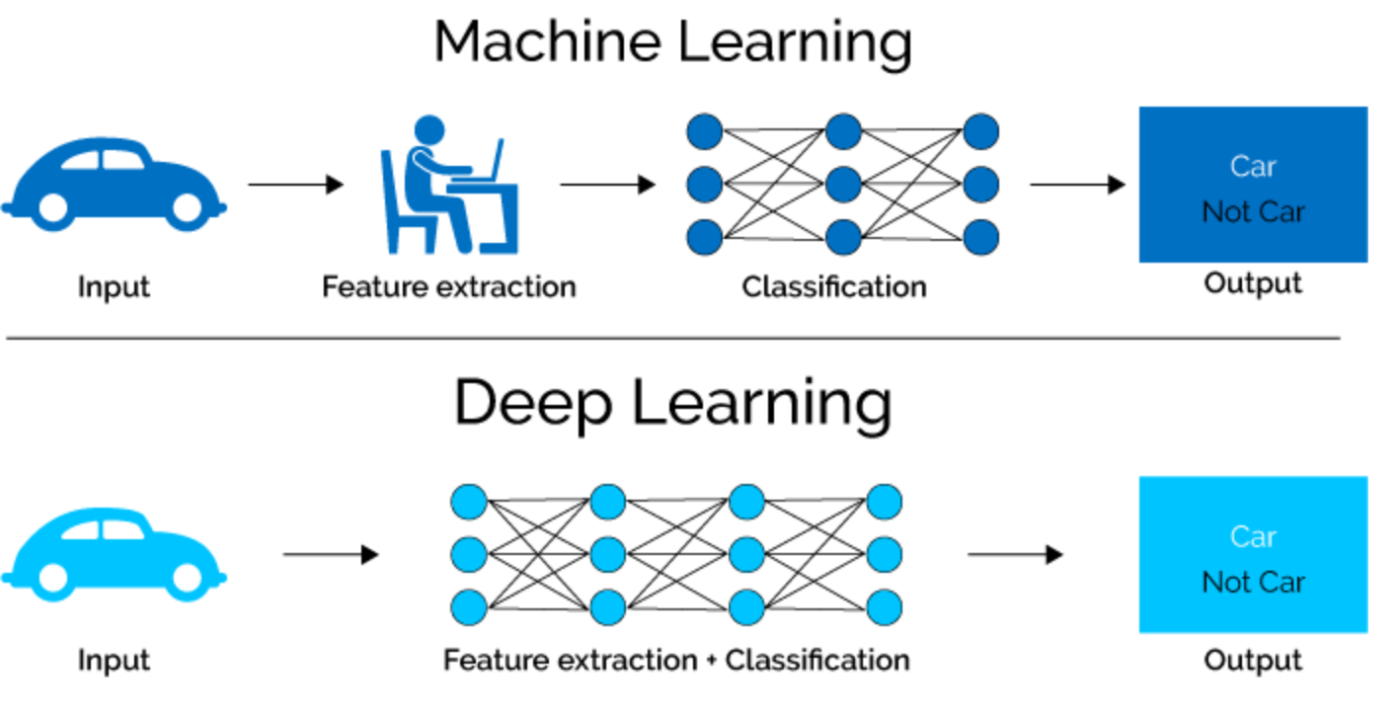 Machine Learning
Car
Not Car
Input
Feature extraction
Classification
Output
Deep Learning
Car
Not Car
Input
Feature extraction + Classification
Output